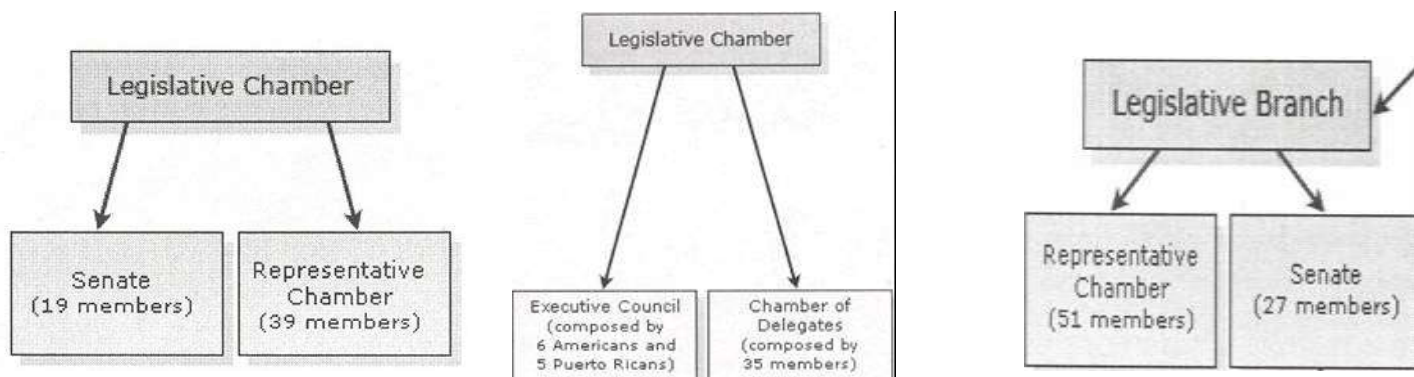 Legislative Chamber
Senate
(19 members)
Representative
Chamber
(39 members)
Legislative Chamber
Executive Council
(composed by
6 Americans and
5 Puerto Ricans)
Chamber of
Delegates
(composed by
35 members)
Legislative Branch
Representative
Chamber
(51 members)
Senate
(27 members)